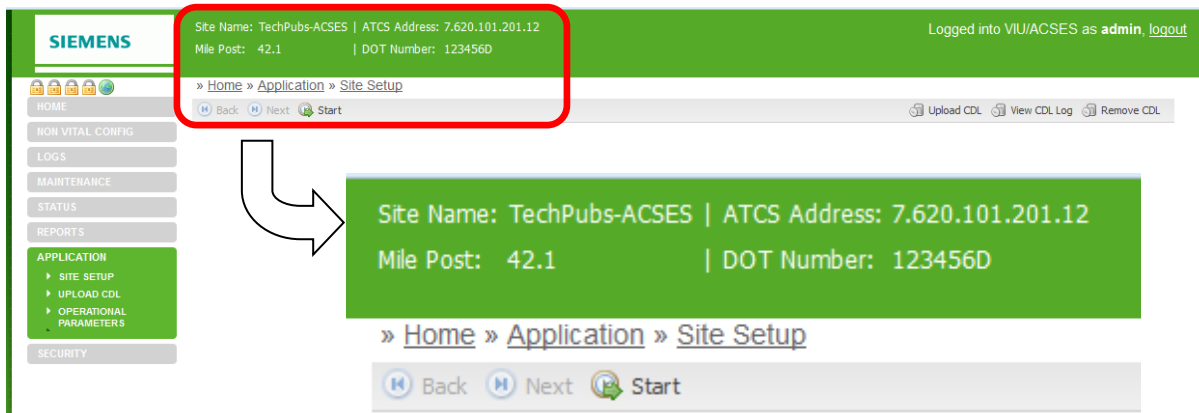 SIEMENS
Site Name: TechPubs-ACSES | ATCS Address: 7.620.101.201.12
Mile Post: 42.1 | DOT Number: 123456D
Logged into VIU/ACSES as admin, logout
» Home » Application » Site Setup
Back Next Start
Upload CDL View CDL Log Remove CDL
HOME
NON VITAL CONFIG
LOGS
MAINTENANCE
STATUS
REPORTS
APPLICATION
SITE SETUP
UPLOAD CDL
OPERATIONAL
PARAMETERS
SECURITY
Site Name: TechPubs-ACSES | ATCS Address: 7.620.101.201.12
Mile Post: 42.1 | DOT Number: 123456D
» Home » Application » Site Setup
Back Next Start